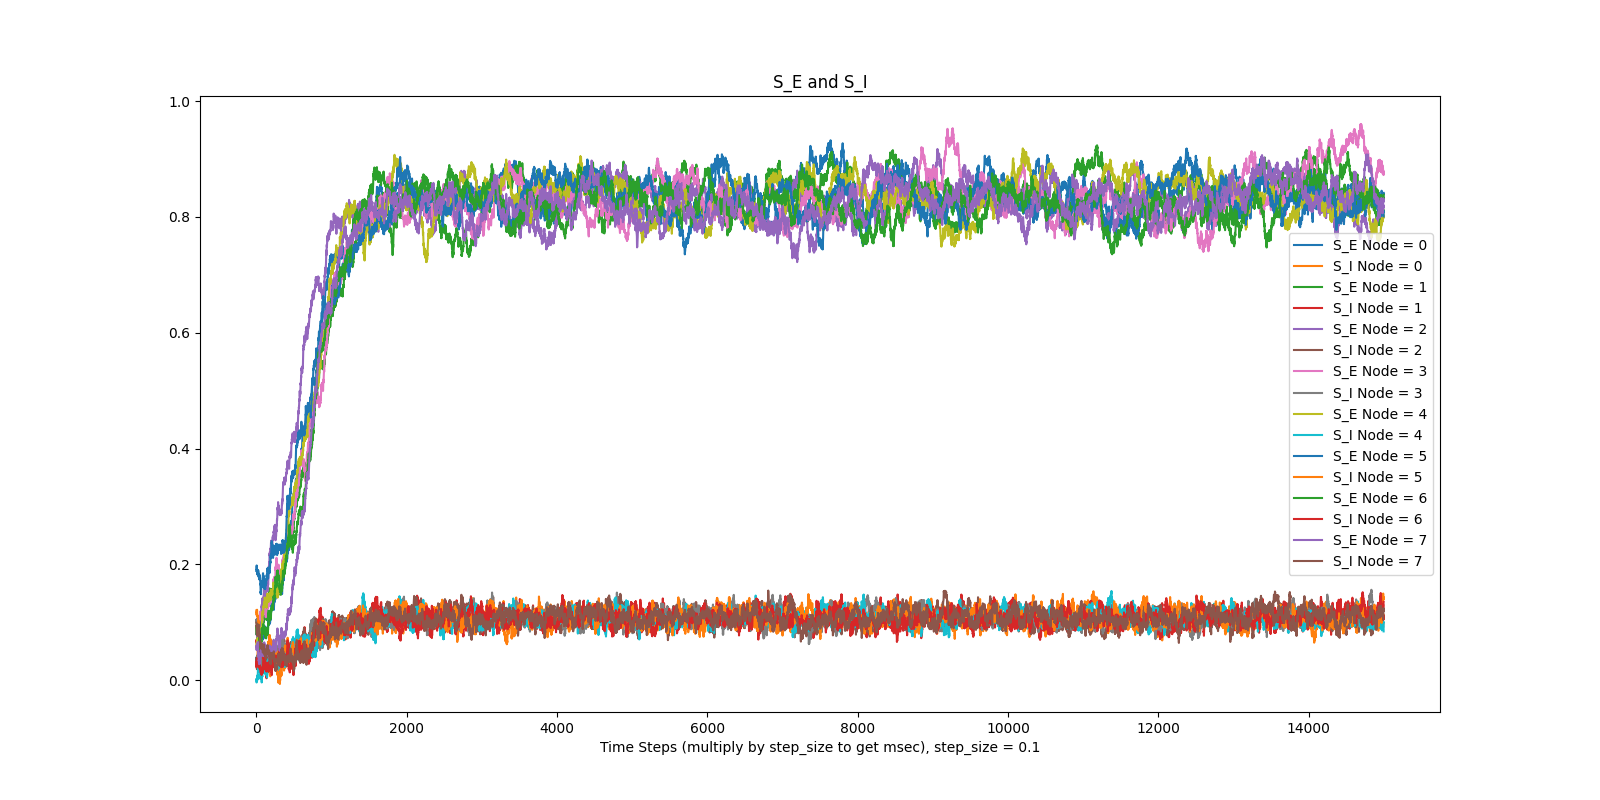 S_E and S_I
1.0
0.8
0.6
0.4
0.2
0.0
0 2000 4000 6000 8000 10000 12000 14000
Time Steps (multiply by step_size to get msec), step_size = 0.1
S_E Node = 0
S_I Node = 0
S_E Node = 1
S_I Node = 1
S_E Node = 2
S_I Node = 2
S_E Node = 3
S_I Node = 3
S_E Node = 4
S_I Node = 4
S_E Node = 5
S_I Node = 5
S_E Node = 6
S_I Node = 6
S_E Node = 7
S_I Node = 7